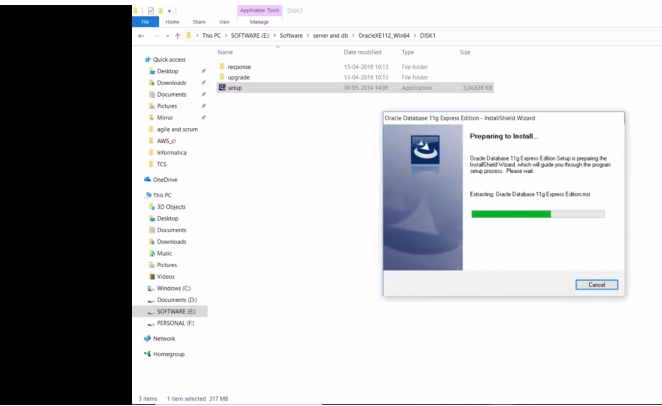 Application Tools DISK1
File Home Share View Manage
This PC > SOFTWARE (E:) > Software > server and db > OracleXE112_Win64 > DISK1
Name Date modified Type Size
response 13-04-2019 10:13 File folder
upgrade 13-04-2019 10:13 File folder
setup 30-05-2014 14:09 Application 3,24,628 KB
Quick access
Desktop
Downloads
Documents
Pictures
Mirror
agile and scrum
AWS_cl
Informatica
TCS
OneDrive
This PC
3D Objects
Desktop
Documents
Downloads
Music
Pictures
Videos
Windows (C:)
Documents (D:)
SOFTWARE (E:)
PERSONAL (F:)
Network
Homegroup
Oracle Database 11g Express Edition - InstallShield Wizard
Preparing to Install...
Oracle Database 11g Express Edition Setup is preparing the
InstallShield Wizard, which will guide you through the program
setup process. Please wait.
Extracting: Oracle Database 11g Express Edition.msi
Cancel
3 items 1 item selected 317 MB